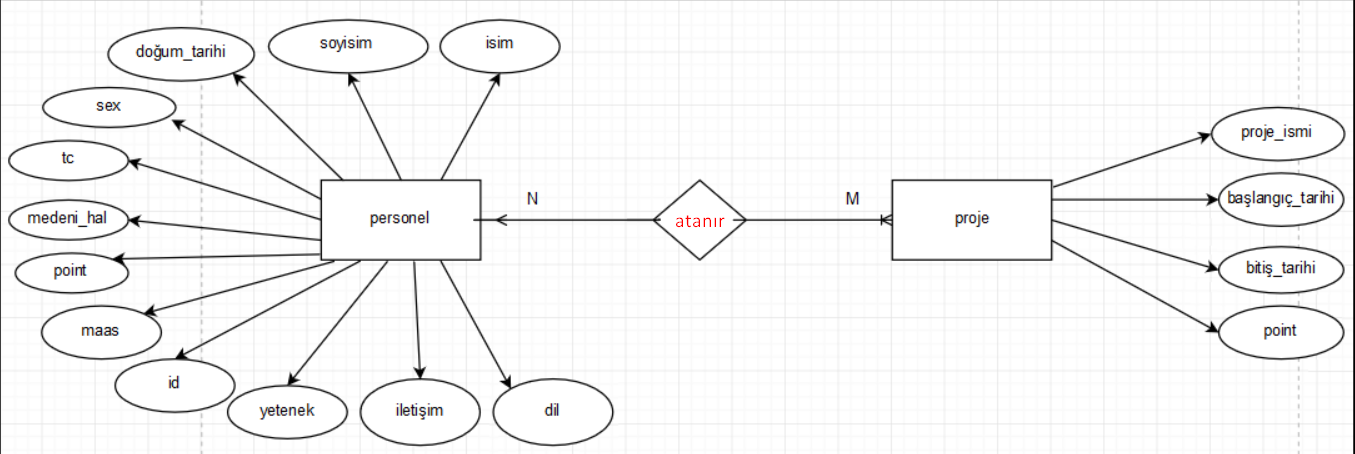 doğum_tarihi
soyisim
isim
sex
tc
medeni_hal
point
maas
id
yetenek
iletişim
dil
personel
N
atanır
M
proje
proje_ismi
başlangıç_tarihi
bitiş_tarihi
point